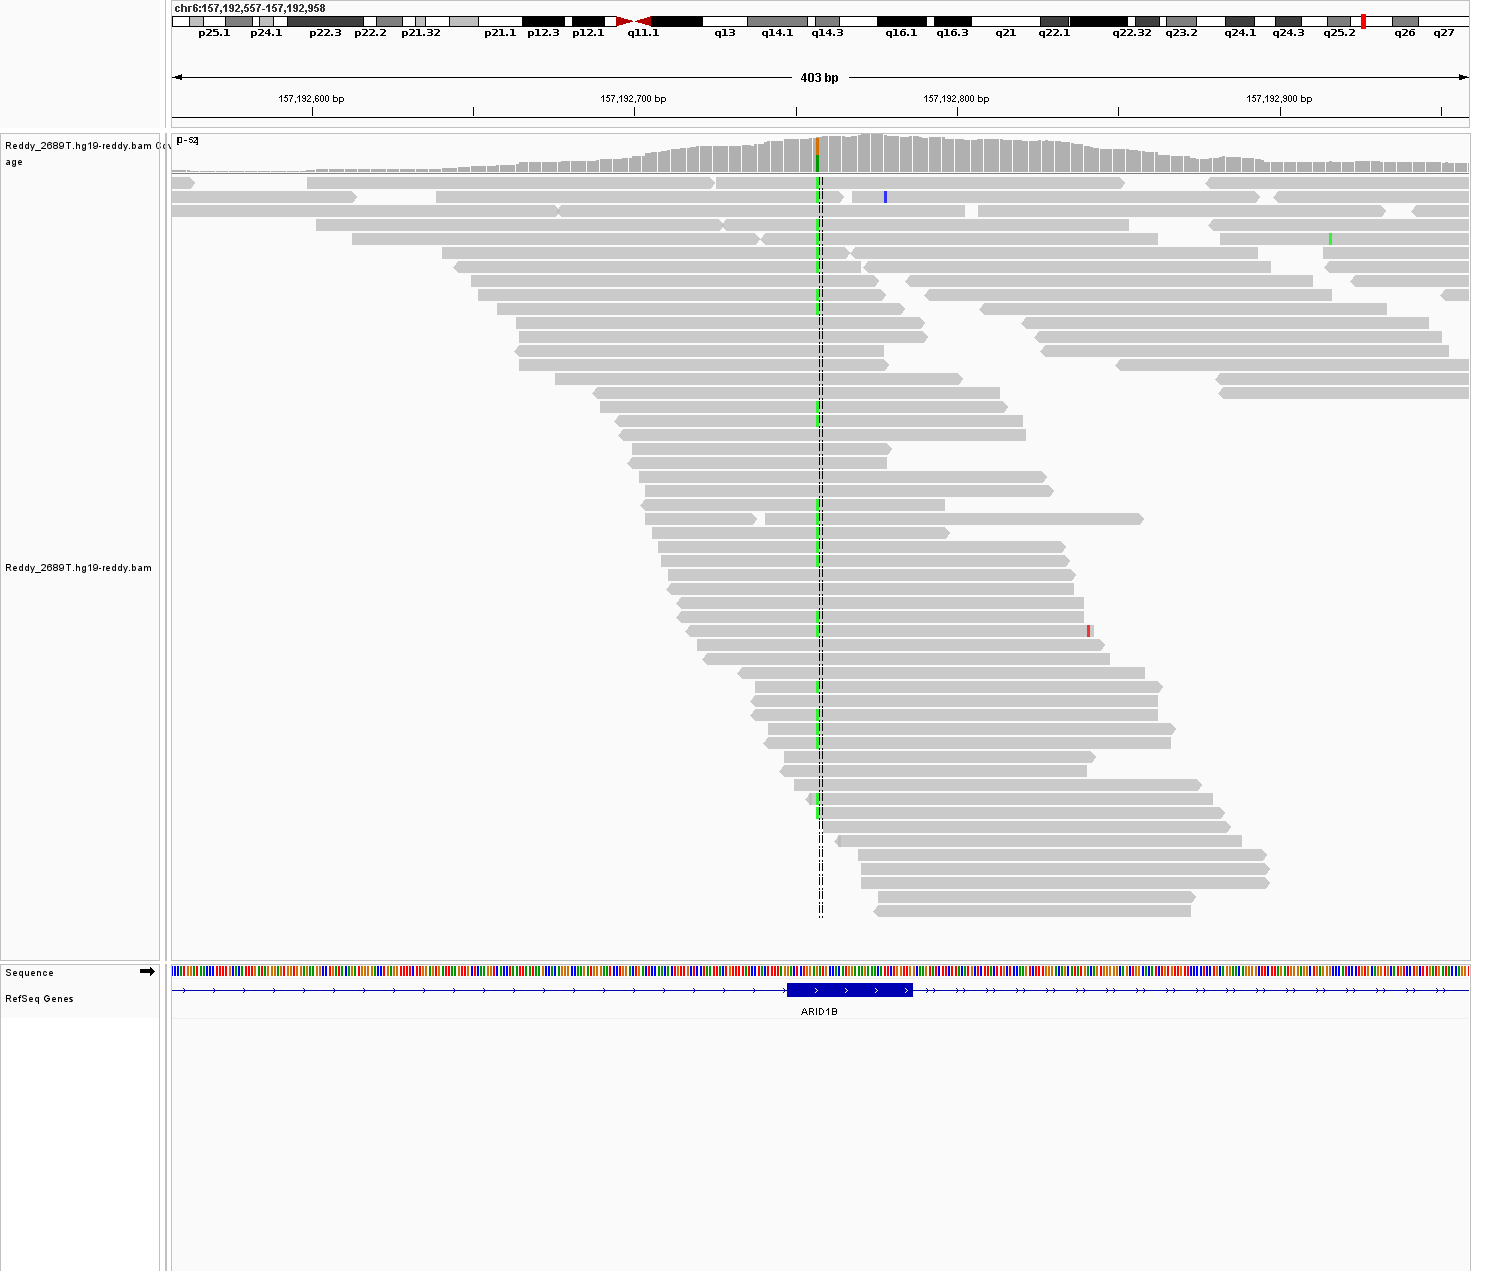 chr6:157,192,557-157,192,958
p25.1 p24.1 p22.3 p22.2 p21.32 p21.1 p12.3 p12.1 q11.1 q13 q14.1 q14.3 q16.1 q16.3 q21 q22.1 q22.32 q23.2 q24.1 q24.3 q25.2 q26 q27
403 bp
157,192,600 bp 157,192,700 bp 157,192,800 bp 157,192,900 bp
[0-52]
Reddy_2689T.hg19-reddy.bam Cov
age
Reddy_2689T.hg19-reddy.bam
Sequence
RefSeq Genes
ARID1B